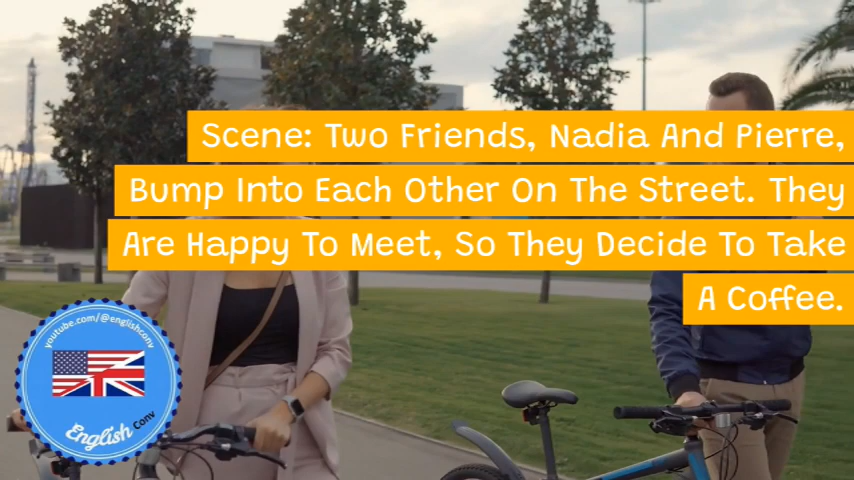 Scene: Two Friends, Nadia And Pierre,
Bump Into Each Other On The Street. They
Are Happy To Meet, So They Decide To Take
A Coffee.
youtube.com/@englishconv
English Conv